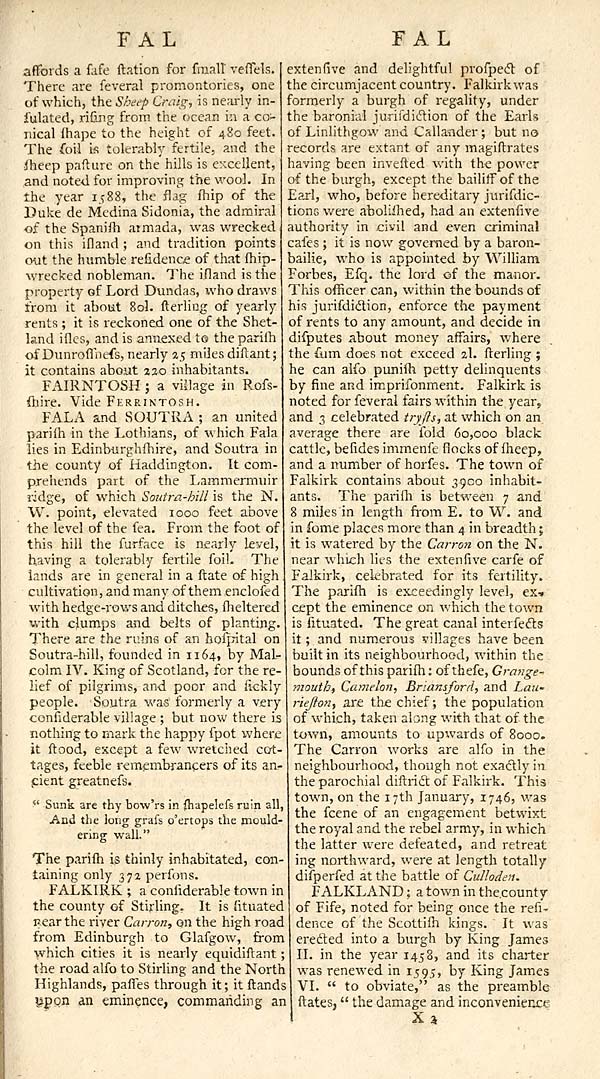 FAL
affords a ſafe ſtation for ſmall veſſels.
There are ſeveral promontories, one
of which, the Sheep Craig, is nearly in-
ſulated, riſing from the ocean in a co-
nical ſhape to the height of 480 feet.
The ſoil is tolerably fertile, and the
ſheep paſture on the hills is excellent,
and noted for improving the wool. In
the year 1588, the flag ſhip of the
Duke de Medina Sidonia, the admiral
of the Spaniſh armada, was wrecked
on this iſland; and tradition points
out the humble reſidence of that ſhip-
wrecked nobleman. The iſland is the
property of Lord Dundas, who draws
from it about 80l. ſterling of yearly
rents; it is reckoned one of the Shet-
land iſles, and is annexed to the pariſh
of Dunroſſneſs, nearly 25 miles diſtant;
it contains about 220 inhabitants.
FAIRNTOSH; a village in Roſs-
ſhire. Vide FERRINTOSH.
FALA and SOUTRA; an united
pariſh in the Lothians, of which Fala
lies in Edinburghſhire, and Soutra in
the county of Haddington. It com-
prehends part of the Lammermuir
ridge, of which Soutra-hill is the N.
W. point, elevated 1000 feet above
the level of the ſea. From the foot of
this hill the ſurface is nearly level,
having a tolerably fertile ſoil. The
lands are in general in a ſtate of high
cultivation, and many of them encloſed
with hedge-rows and ditches, ſheltered
with clumps and belts of planting.
There are the ruins of an hoſpital on
Soutra-hill, founded in 1164, by Mal-
colm IV. King of Scotland, for the re-
lief of pilgrims, and poor and ſickly
people. Soutra was formerly a very
conſiderable village; but now there is
nothing to mark the happy ſpot where
it ſtood, except a few wretched cot-
tages, feeble remembrancers of its an-
cient greatneſs.
" Sunk are thy bow'rs in ſhapeleſs ruin all,
And the long graſs o'ertops the mould-
ering wall."
The pariſh is thinly inhabitated, con-
taining only 372 perſons.
FALKIRK; a conſiderable town in
the county of Stirling. It is ſituated
near the river Carron, on the high road
from Edinburgh to Glaſgow, from
which cities it is nearly equidiſtant;
the road alſo to Stirling and the North
Highlands, paſſes through it; it ſtands
upon an eminence, commanding an
FAL
extenſive and delightful proſpect of
the circumjacent country. Falkirk was
formerly a burgh of regality, under
the baronial juriſdiction of the Earls
of Linlithgow and Callander; but no
records are extant of any magiſtrates
having been inveſted with the power
of the burgh, except the bailiff of the
Earl, who, before hereditary juriſdic-
tions were aboliſhed, had an extenſive
authority in civil and even criminal
caſes; it is now governed by a baron-
bailie, who is appointed by William
Forbes, Eſq. the lord of the manor.
This officer can, within the bounds of
his juriſdiction, enforce the payment
of rents to any amount, and decide in
diſputes about money affairs, where
the ſum does not exceed 2l. ſterling;
he can alſo puniſh petty delinquents
by fine and impriſonment. Falkirk is
noted for ſeveral fairs within the year,
and 3 celebrated tryſts, at which on an
average there are ſold 60,000 black
cattle, beſides immenſe flocks of ſheep,
and a number of horſes. The town of
Falkirk contains about 3900 inhabit-
ants. The pariſh is between 7 and
8 miles in length from E. to W. and
in ſome places more than 4 in breadth;
it is watered by the Carron on the N.
near which lies the extenſive carſe of
Falkirk, celebrated for its fertility.
The pariſh is exceedingly level, ex-
cept the eminence on which the town
is ſituated. The great canal interſects
it; and numerous villages have been
built in its neighbourhood, within the
bounds of this pariſh: of theſe, Grange-
mouth, Camelon, Briansford, and Lau-
rieſton, are the chief; the population
of which, taken along with that of the
town, amounts to upwards of 8000.
The Carron works are alſo in the
neighbourhood, though not exactly in
the parochial diſtrict of Falkirk. This
town, on the 17th January, 1746, was
the ſcene of an engagement betwixt
the royal and the rebel army, in which
the latter were defeated, and retreat
ing northward, were at length totally
diſperſed at the battle of Culloden.
FALKLAND; a town in the county
of Fife, noted for being once the reſi-
dence of the Scottiſh kings. It was
erected into a burgh by King James
II. in the year 1458, and its charter
was renewed in 1595, by King James
VI. " to obviate," as the preamble
ſtates, " the damage and inconvenience
X 2